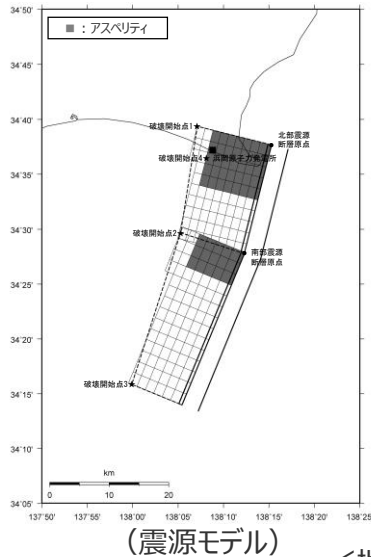 34°50'
■ : アスペリティ
34°45'
34°40'
破壊開始点1
北部震源
断層原点
破壊開始点4
浜岡原子力発電所
34°35'
34°30'
破壊開始点2
南部震源
断層原点
34°25'
34°20'
34°15'
破壊開始点3
34°10'
km
0 10 20
34°05'
137°50' 137°55' 138°00' 138°05' 138°10' 138°15' 138°20' 138°25'
(震源モデル)